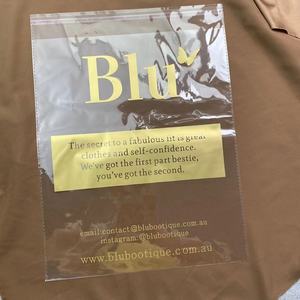 Blu
The secret to a fabulous fit is great
clothes and self-confidence.
We've got the first part bestie,
you've got the second.
email: contact@blubootique.com.au
instagram: @blubootique
www.blubootique.com.au